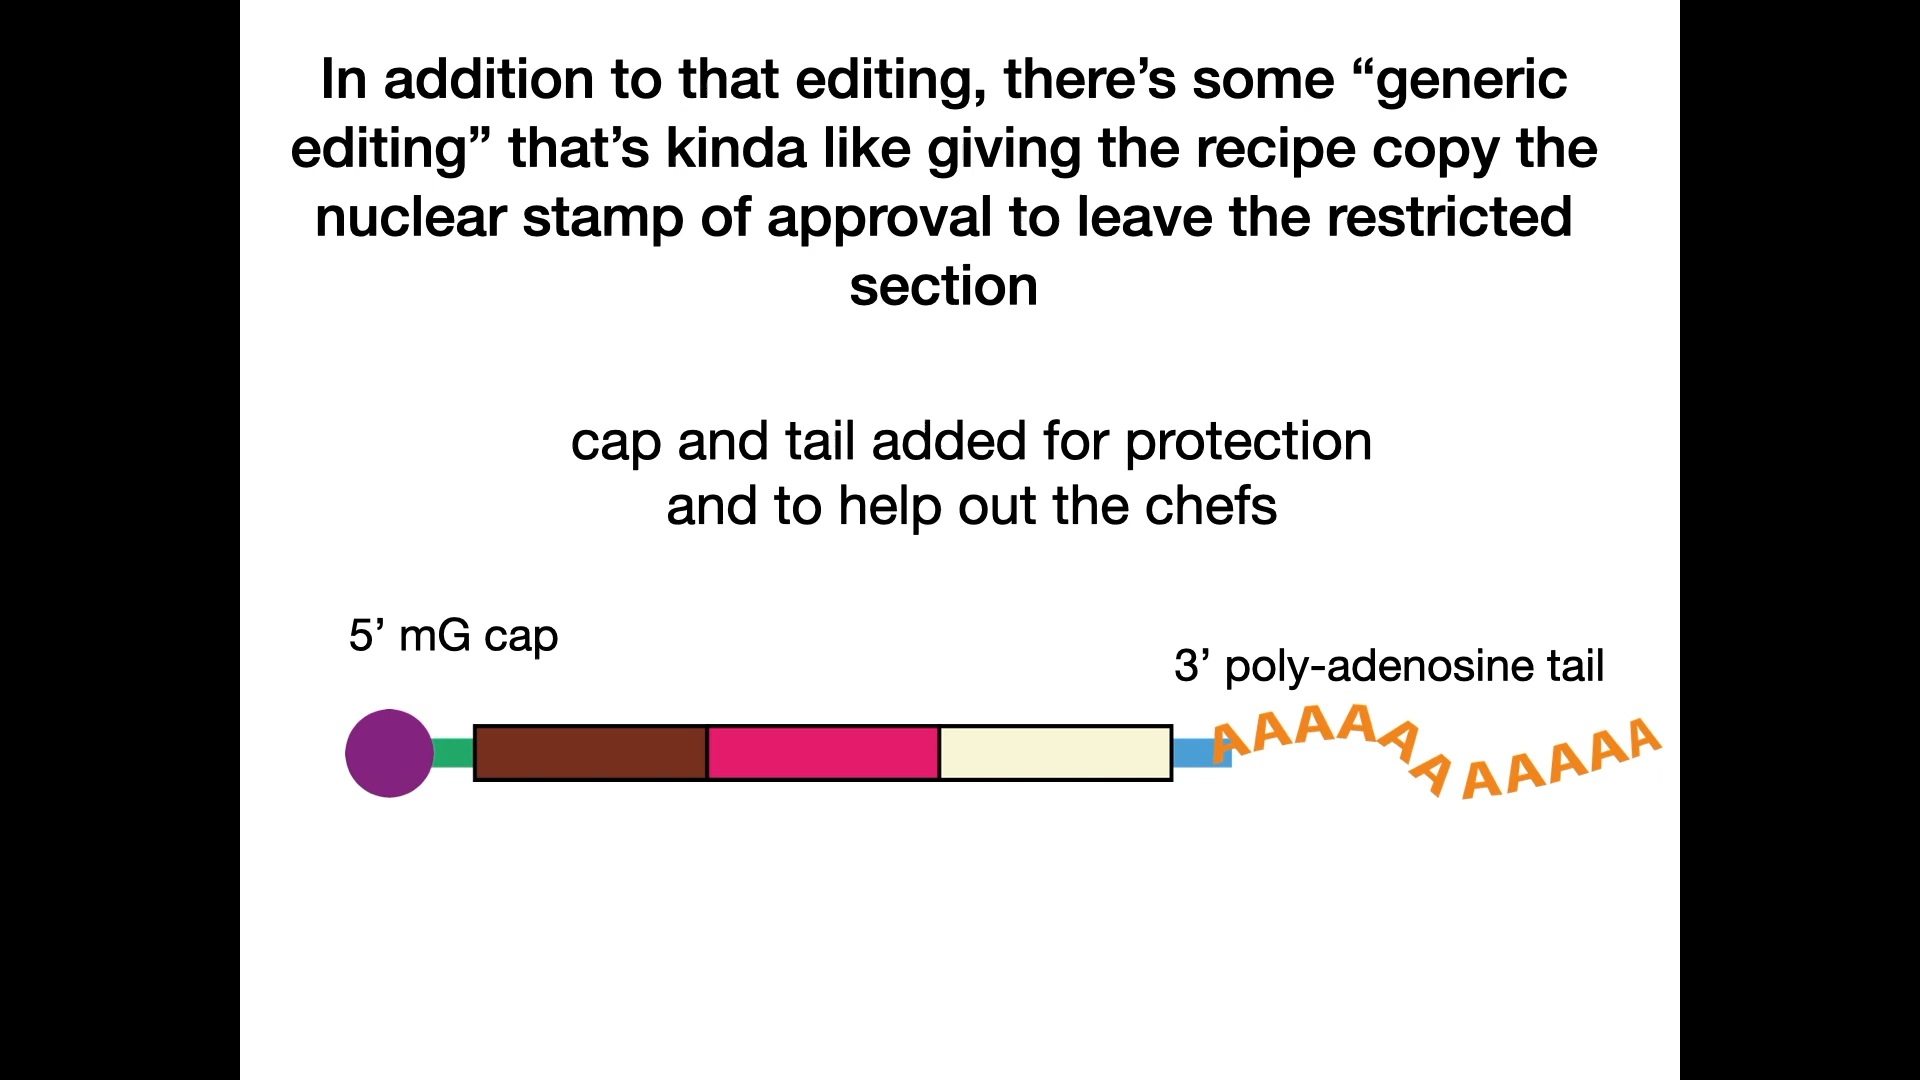 In addition to that editing, there’s some “generic
editing” that’s kinda like giving the recipe copy the
nuclear stamp of approval to leave the restricted
section
cap and tail added for protection
and to help out the chefs
5’ mG cap
3’ poly-adenosine tail
AAAAAAAAAAA